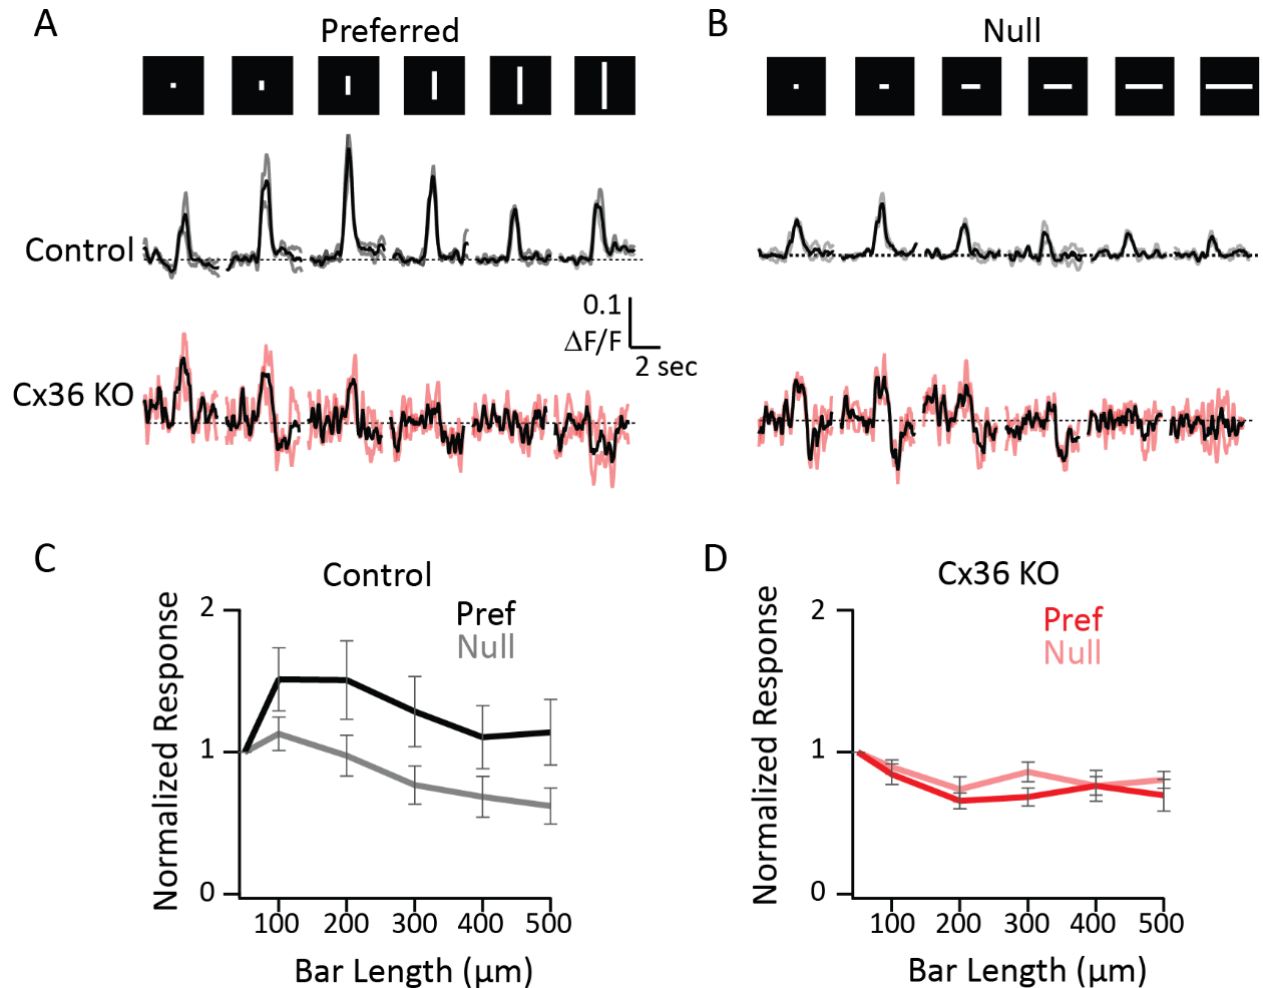 A
Preferred
B
Null
Control
0.1
ΔF/F
2 sec
Cx36 KO
C
Control
D
Cx36 KO
Normalized Response
2
1
0
Pref
Null
100 200 300 400 500
Bar Length (μm)
Normalized Response
2
1
0
Pref
Null
100 200 300 400 500
Bar Length (μm)